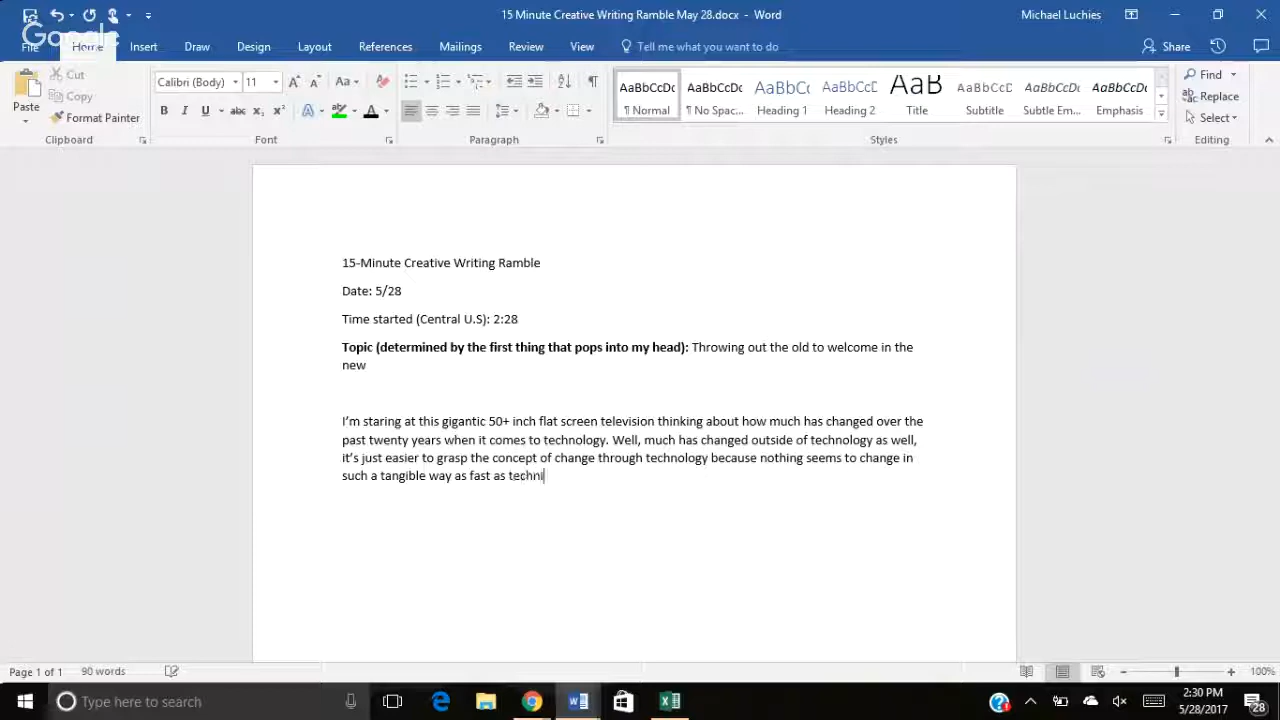 15 Minute Creative Writing Ramble May 28.docx - Word
Michael Luchies
Google
File Home Insert Draw Design Layout References Mailings Review View Tell me what you want to do Share
Cut
Copy
Format Painter
Paste
Calibri (Body) 11
Aa
B I U abc x₂ x² A A
AaBbCcDc AaBbCcDc AaBbCc AaBbCcD AaB AaBbCcD AaBbCcDc AaBbCcDc
¶ Normal ¶ No Spac... Heading 1 Heading 2 Title Subtitle Subtle Em... Emphasis
Find
Replace
Select
Clipboard Font Paragraph Styles Editing
15-Minute Creative Writing Ramble
Date: 5/28
Time started (Central U.S): 2:28
Topic (determined by the first thing that pops into my head): Throwing out the old to welcome in the
new
I'm staring at this gigantic 50+ inch flat screen television thinking about how much has changed over the
past twenty years when it comes to technology. Well, much has changed outside of technology as well,
it's just easier to grasp the concept of change through technology because nothing seems to change in
such a tangible way as fast as techni
Page 1 of 1 90 words 100%
Type here to search
2:30 PM
5/28/2017
28